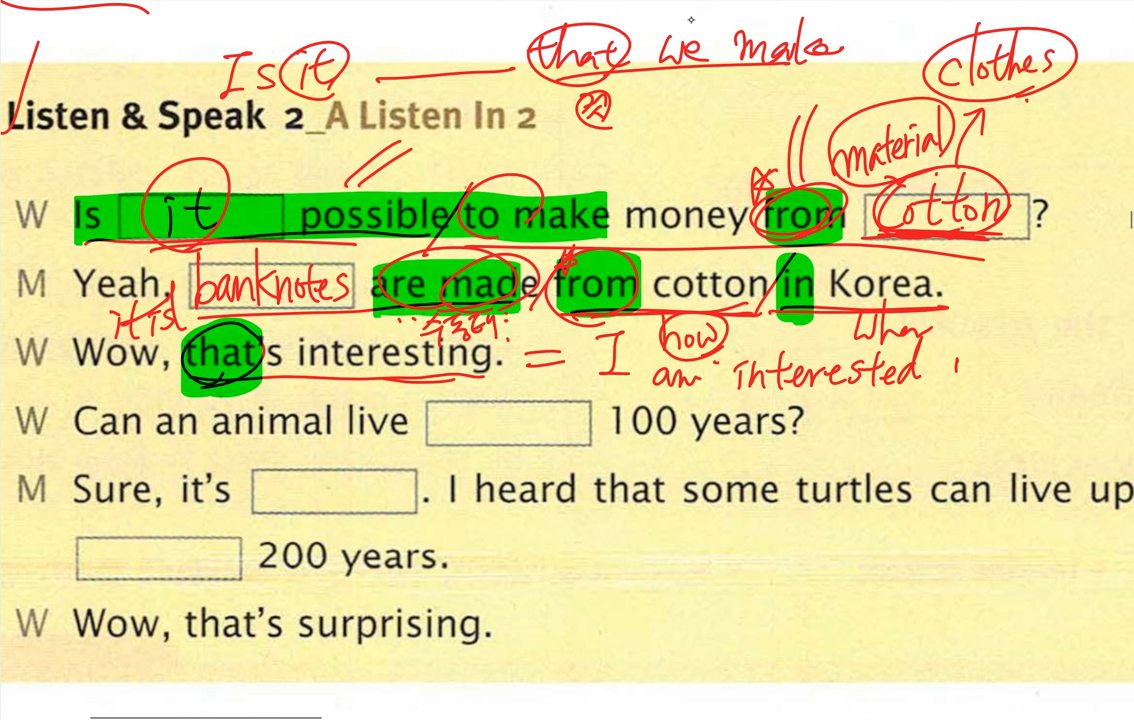 Is it that we make clothes
Listen & Speak 2_A Listen In 2
material
W Is it possible to make money from cotton ?
M Yeah, banknotes are made from cotton in Korea.
it is how
W Wow, that's interesting. = I am interested
W Can an animal live 100 years?
M Sure, it's . I heard that some turtles can live up
200 years.
W Wow, that's surprising.